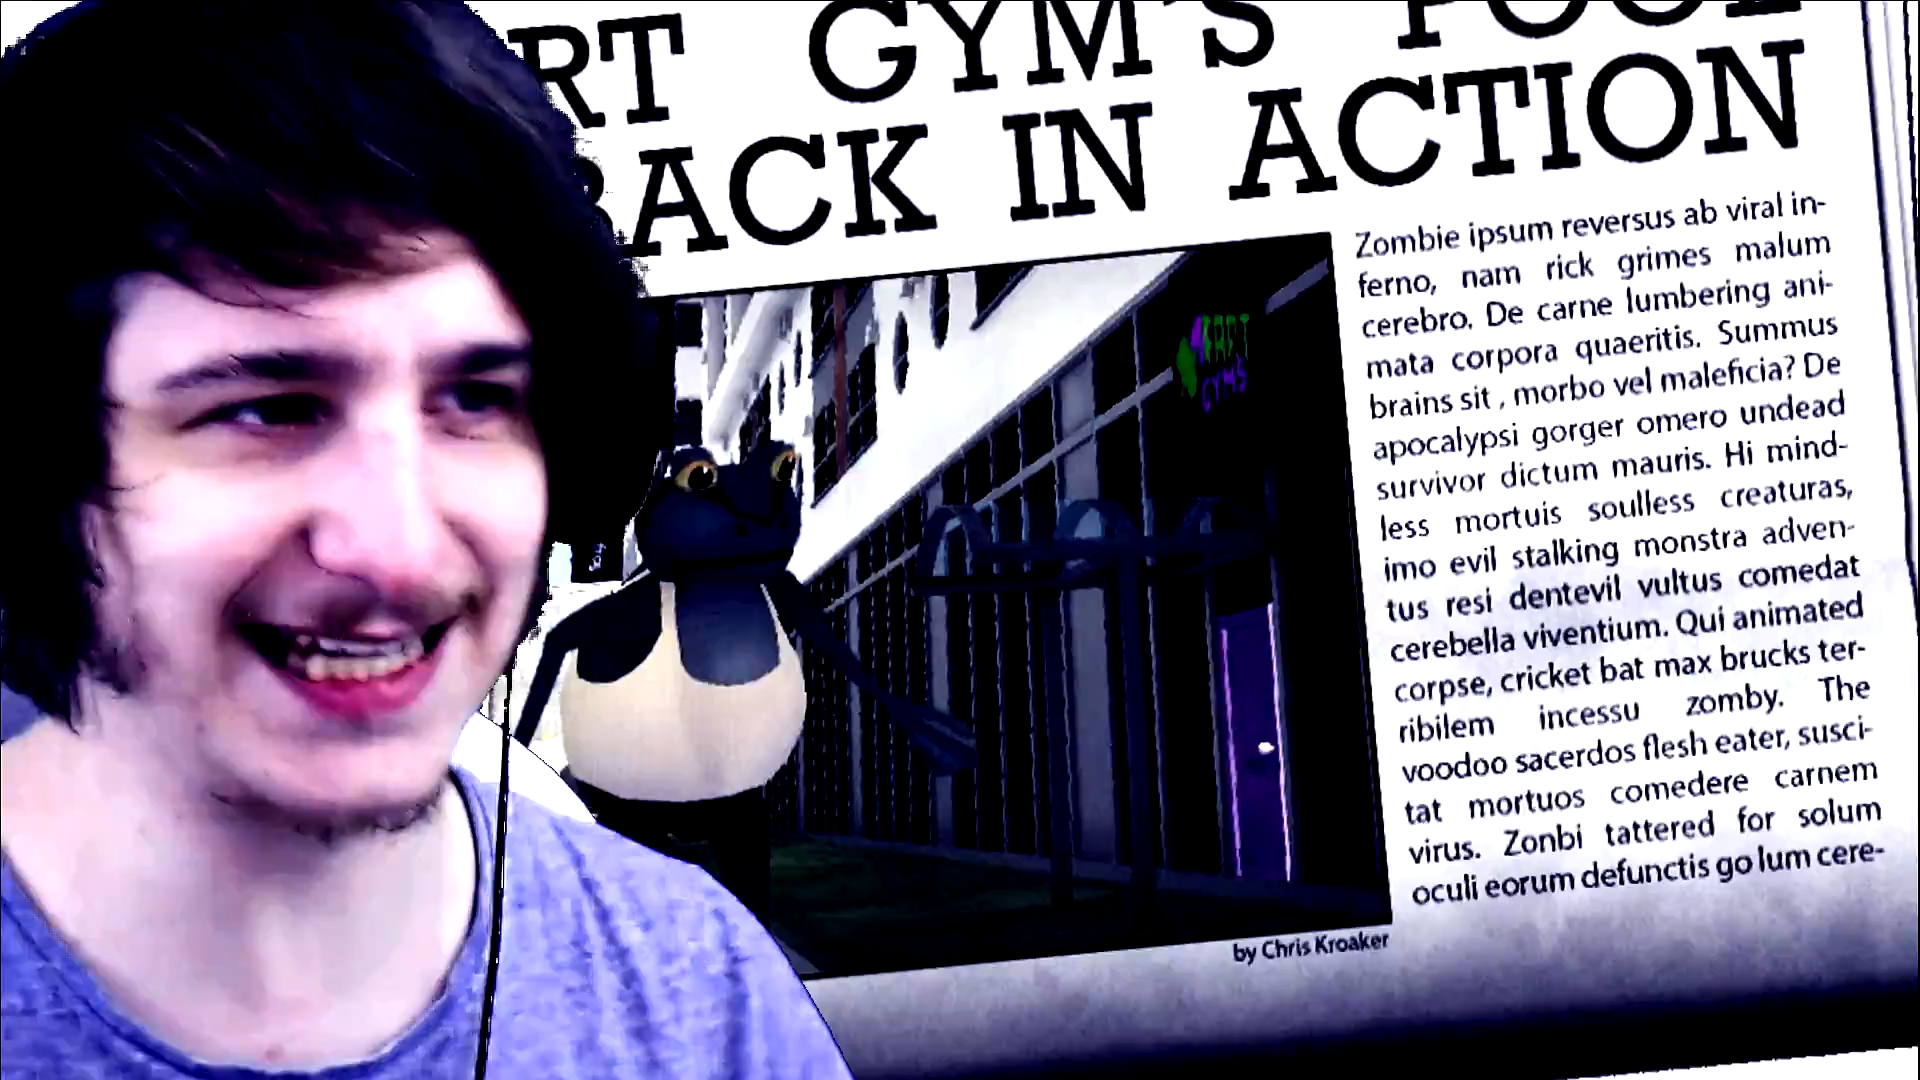 RT GYM'S POOL
BACK IN ACTION
Zombie ipsum reversus ab viral in-
ferno, nam rick grimes malum
cerebro. De carne lumbering ani-
mata corpora quaeritis. Summus
brains sit , morbo vel maleficia? De
apocalypsi gorger omero undead
survivor dictum mauris. Hi mind-
less mortuis soulless creaturas,
imo evil stalking monstra adven-
tus resi dentevil vultus comedat
cerebella viventium. Qui animated
corpse, cricket bat max brucks ter-
ribilem incessu zomby. The
voodoo sacerdos flesh eater, susci-
tat mortuos comedere carnem
virus. Zonbi tattered for solum
oculi eorum defunctis go lum cere-
by Chris Kroaker
GYMS